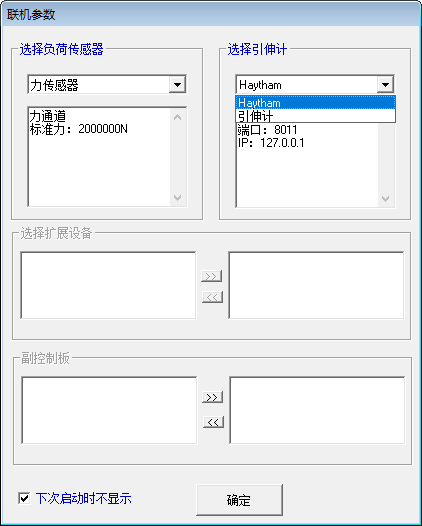 联机参数
选择负荷传感器
选择引伸计
力传感器
Haytham
力通道
标准力：2000000N
Haytham
引伸计
端口：8011
IP：127.0.0.1
选择扩展设备
>>
<<
副控制板
>>
<<
下次启动时不显示
确定